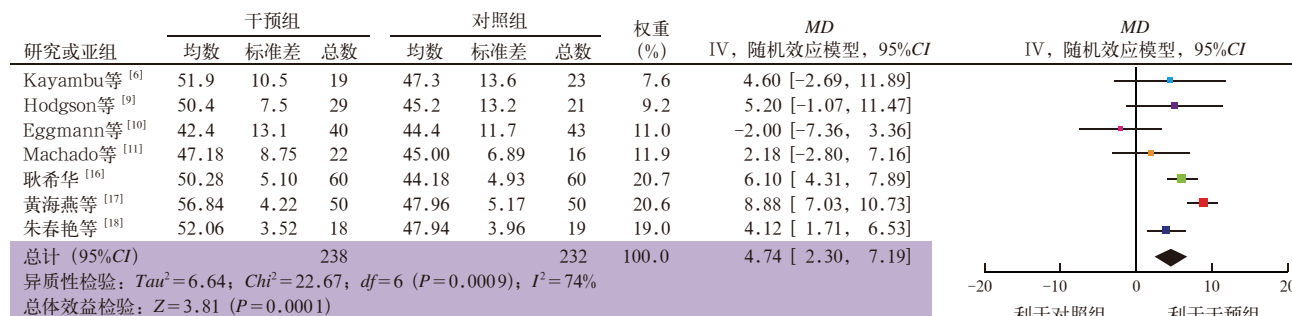 干预组 对照组 权重 MD MD
研究或亚组 均数 标准差 总数 均数 标准差 总数 (%) IV，随机效应模型，95%CI IV，随机效应模型，95%CI
Kayambu等 [6] 51.9 10.5 19 47.3 13.6 23 7.6 4.60 [-2.69, 11.89]
Hodgson等 [9] 50.4 7.5 29 45.2 13.2 21 9.2 5.20 [-1.07, 11.47]
Eggmann等 [10] 42.4 13.1 40 44.4 11.7 43 11.0 -2.00 [-7.36, 3.36]
Machado等 [11] 47.18 8.75 22 45.00 6.89 16 11.9 2.18 [-2.80, 7.16]
耿希华 [16] 50.28 5.10 60 44.18 4.93 60 20.7 6.10 [ 4.31, 7.89]
黄海燕等 [17] 56.84 4.22 50 47.96 5.17 50 20.6 8.88 [ 7.03, 10.73]
朱春艳等 [18] 52.06 3.52 18 47.94 3.96 19 19.0 4.12 [ 1.71, 6.53]
总计 (95%CI) 238 232 100.0 4.74 [ 2.30, 7.19]
异质性检验：Tau²=6.64；Chi²=22.67；df=6 (P=0.0009)；I²=74%
总体效益检验：Z=3.81 (P=0.0001)
-20 -10 0 10 20
利于对照组 利于干预组